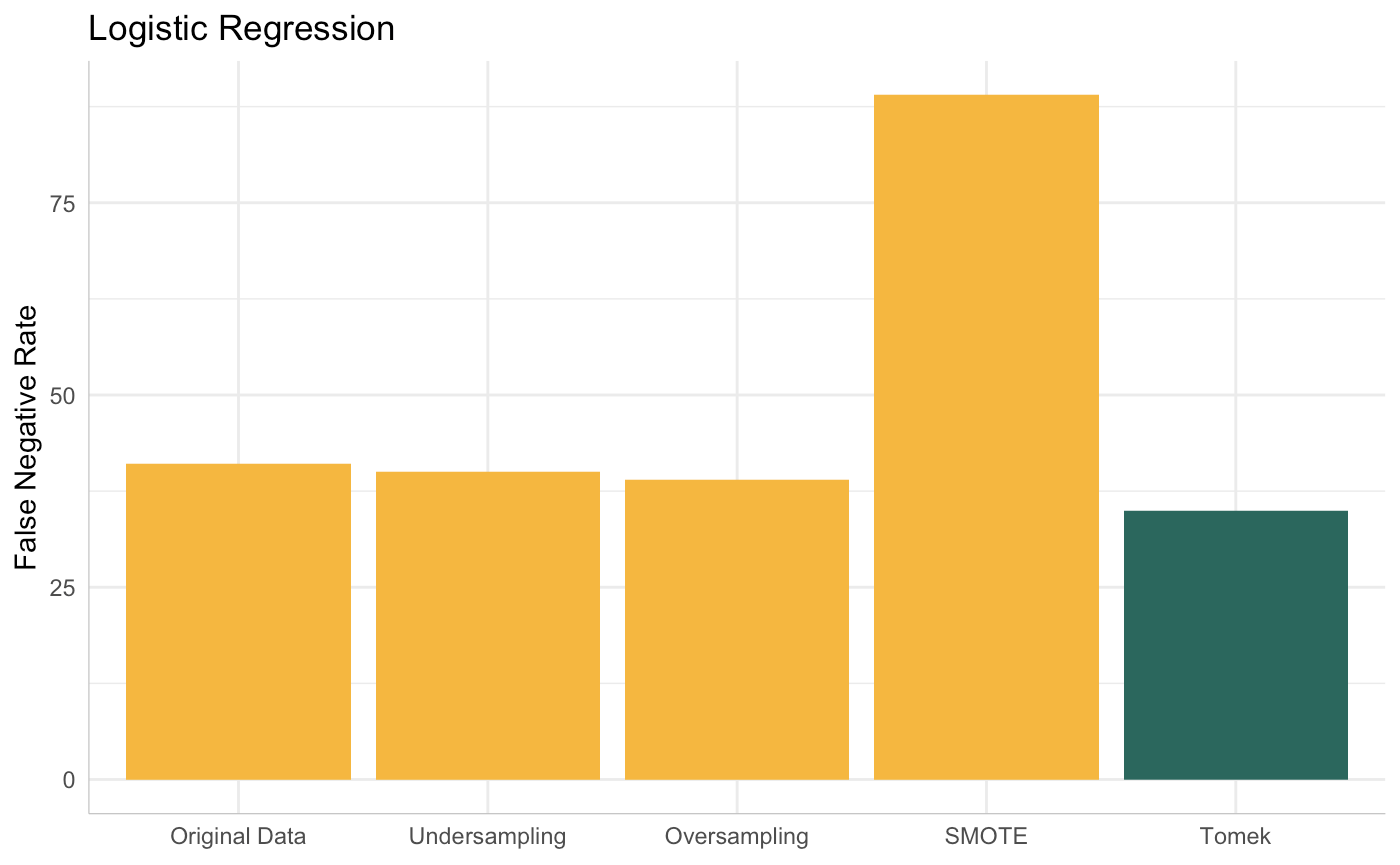 Logistic Regression
False Negative Rate
75
50
25
0
Original Data
Undersampling
Oversampling
SMOTE
Tomek